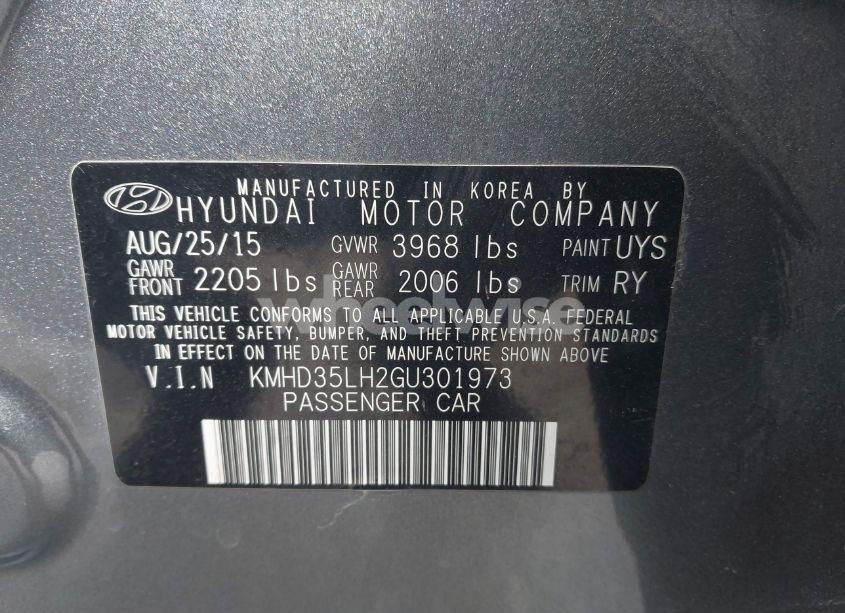 MANUFACTURED IN KOREA BY
HYUNDAI MOTOR COMPANY
AUG/25/15 GVWR 3968 lbs PAINT UYS
GAWR FRONT 2205 lbs GAWR REAR 2006 lbs TRIM RY
THIS VEHICLE CONFORMS TO ALL APPLICABLE U.S.A. FEDERAL
MOTOR VEHICLE SAFETY, BUMPER, AND THEFT PREVENTION STANDARDS
IN EFFECT ON THE DATE OF MANUFACTURE SHOWN ABOVE
V.I.N KMHD35LH2GU301973
PASSENGER CAR
wheelwise